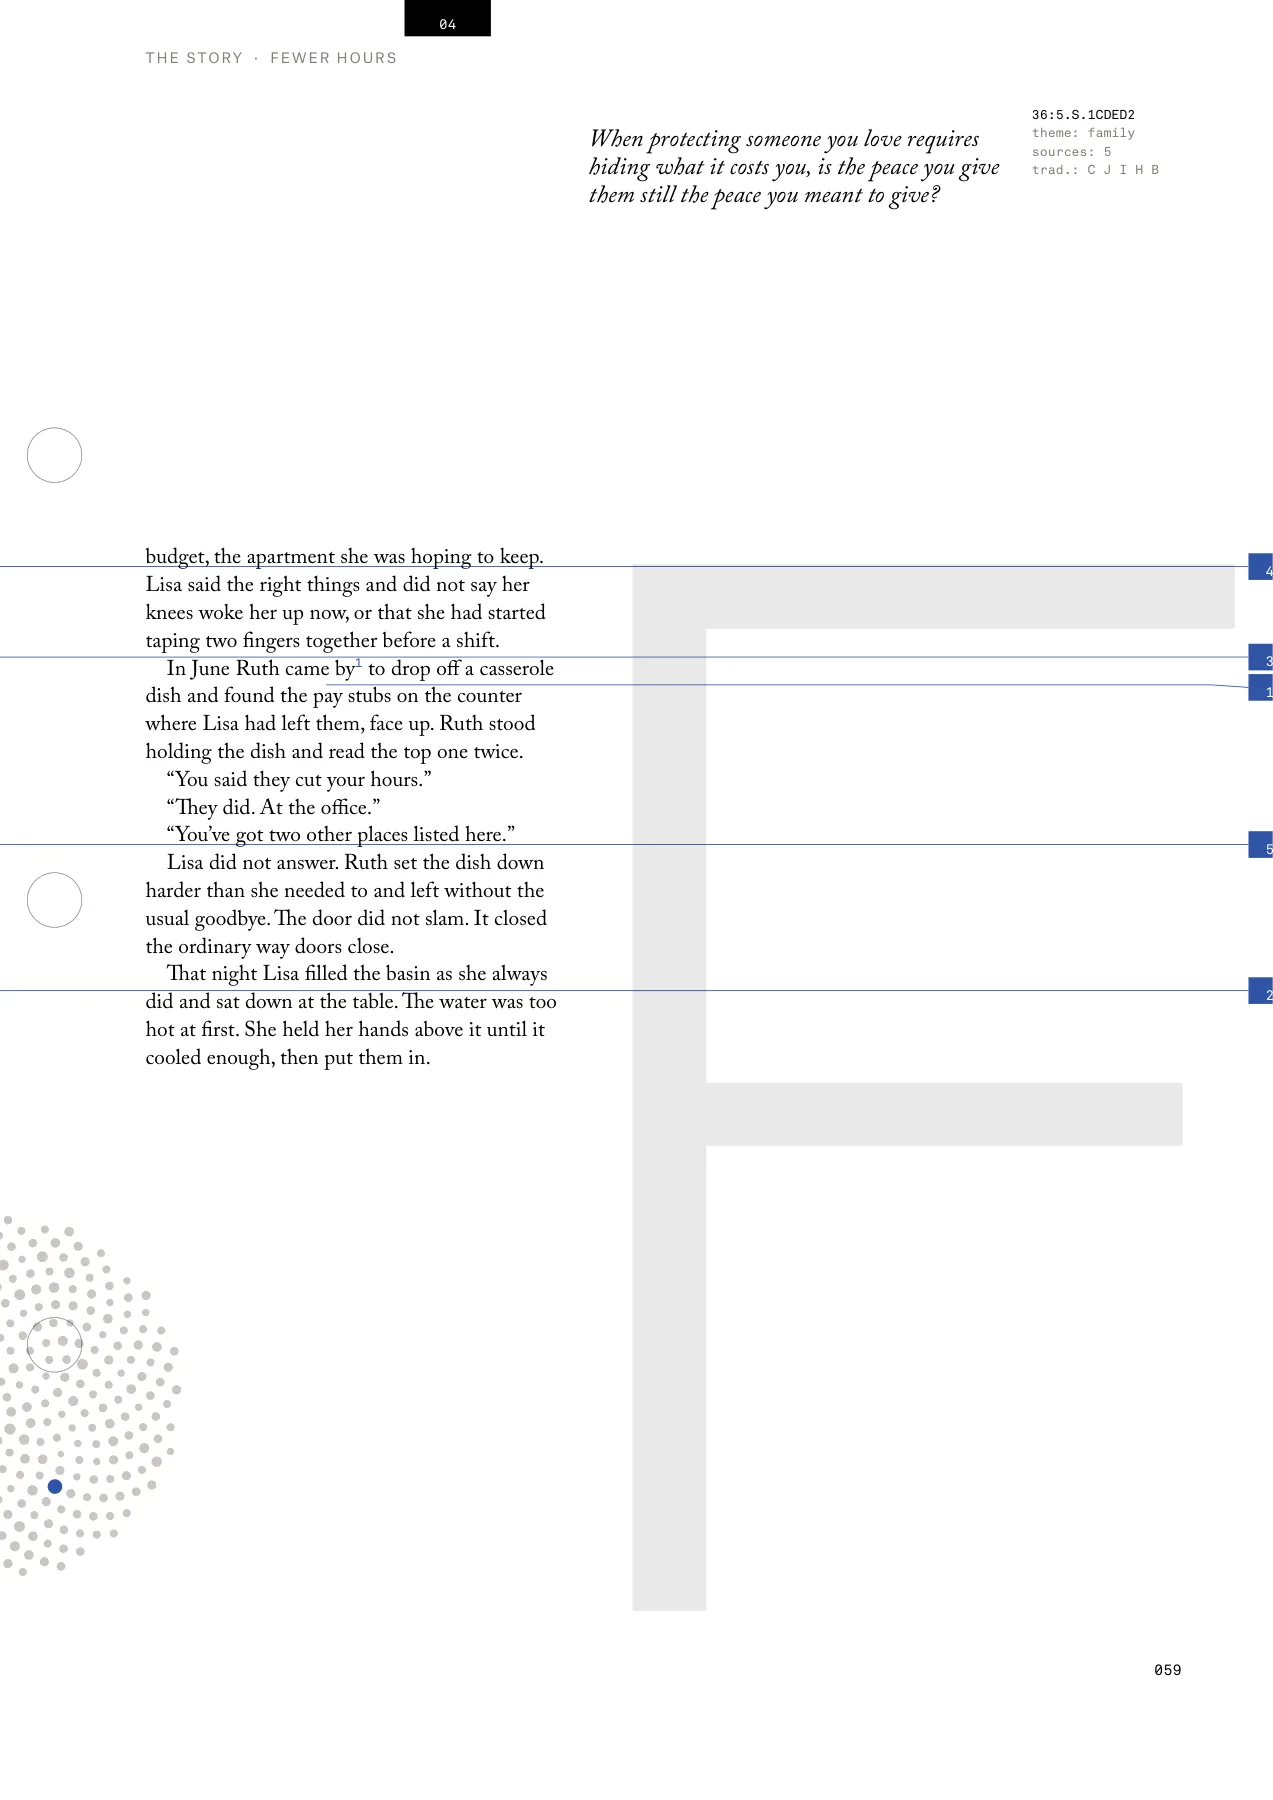 04
THE STORY · FEWER HOURS
When protecting someone you love requires
hiding what it costs you, is the peace you give
them still the peace you meant to give?
36:5.S.1CDED2
theme: family
sources: 5
trad.: C J I H B
budget, the apartment she was hoping to keep.
Lisa said the right things and did not say her
knees woke her up now, or that she had started
taping two fingers together before a shift.
In June Ruth came by1 to drop off a casserole
dish and found the pay stubs on the counter
where Lisa had left them, face up. Ruth stood
holding the dish and read the top one twice.
“You said they cut your hours.”
“They did. At the office.”
“You’ve got two other places listed here.”
Lisa did not answer. Ruth set the dish down
harder than she needed to and left without the
usual goodbye. The door did not slam. It closed
the ordinary way doors close.
That night Lisa filled the basin as she always
did and sat down at the table. The water was too
hot at first. She held her hands above it until it
cooled enough, then put them in.
4
3
1
5
2
F
059